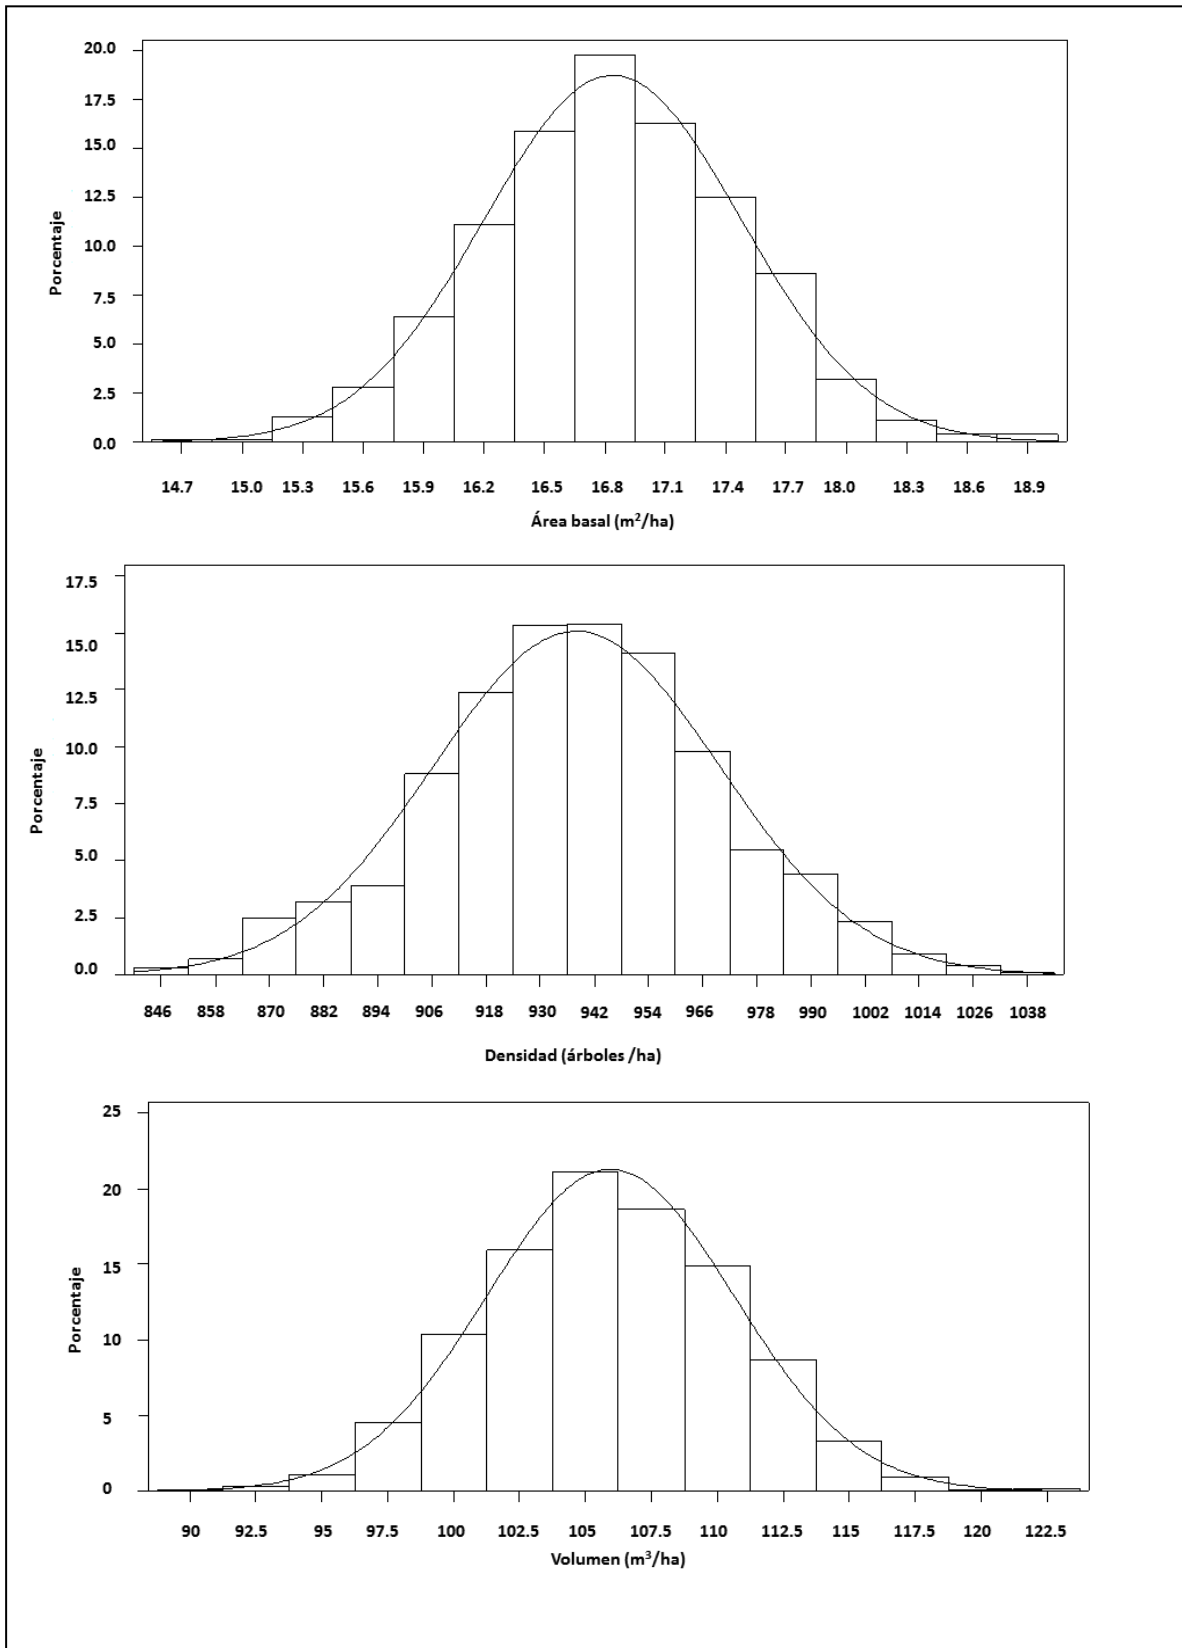 20.0
17.5
15.0
12.5
10.0
7.5
5.0
2.5
0.0
Porcentaje
14.7 15.0 15.3 15.6 15.9 16.2 16.5 16.8 17.1 17.4 17.7 18.0 18.3 18.6 18.9
Área basal (m²/ha)
17.5
15.0
12.5
10.0
7.5
5.0
2.5
0.0
Porcentaje
846 858 870 882 894 906 918 930 942 954 966 978 990 1002 1014 1026 1038
Densidad (árboles /ha)
25
20
15
10
5
0
Porcentaje
90 92.5 95 97.5 100 102.5 105 107.5 110 112.5 115 117.5 120 122.5
Volumen (m³/ha)